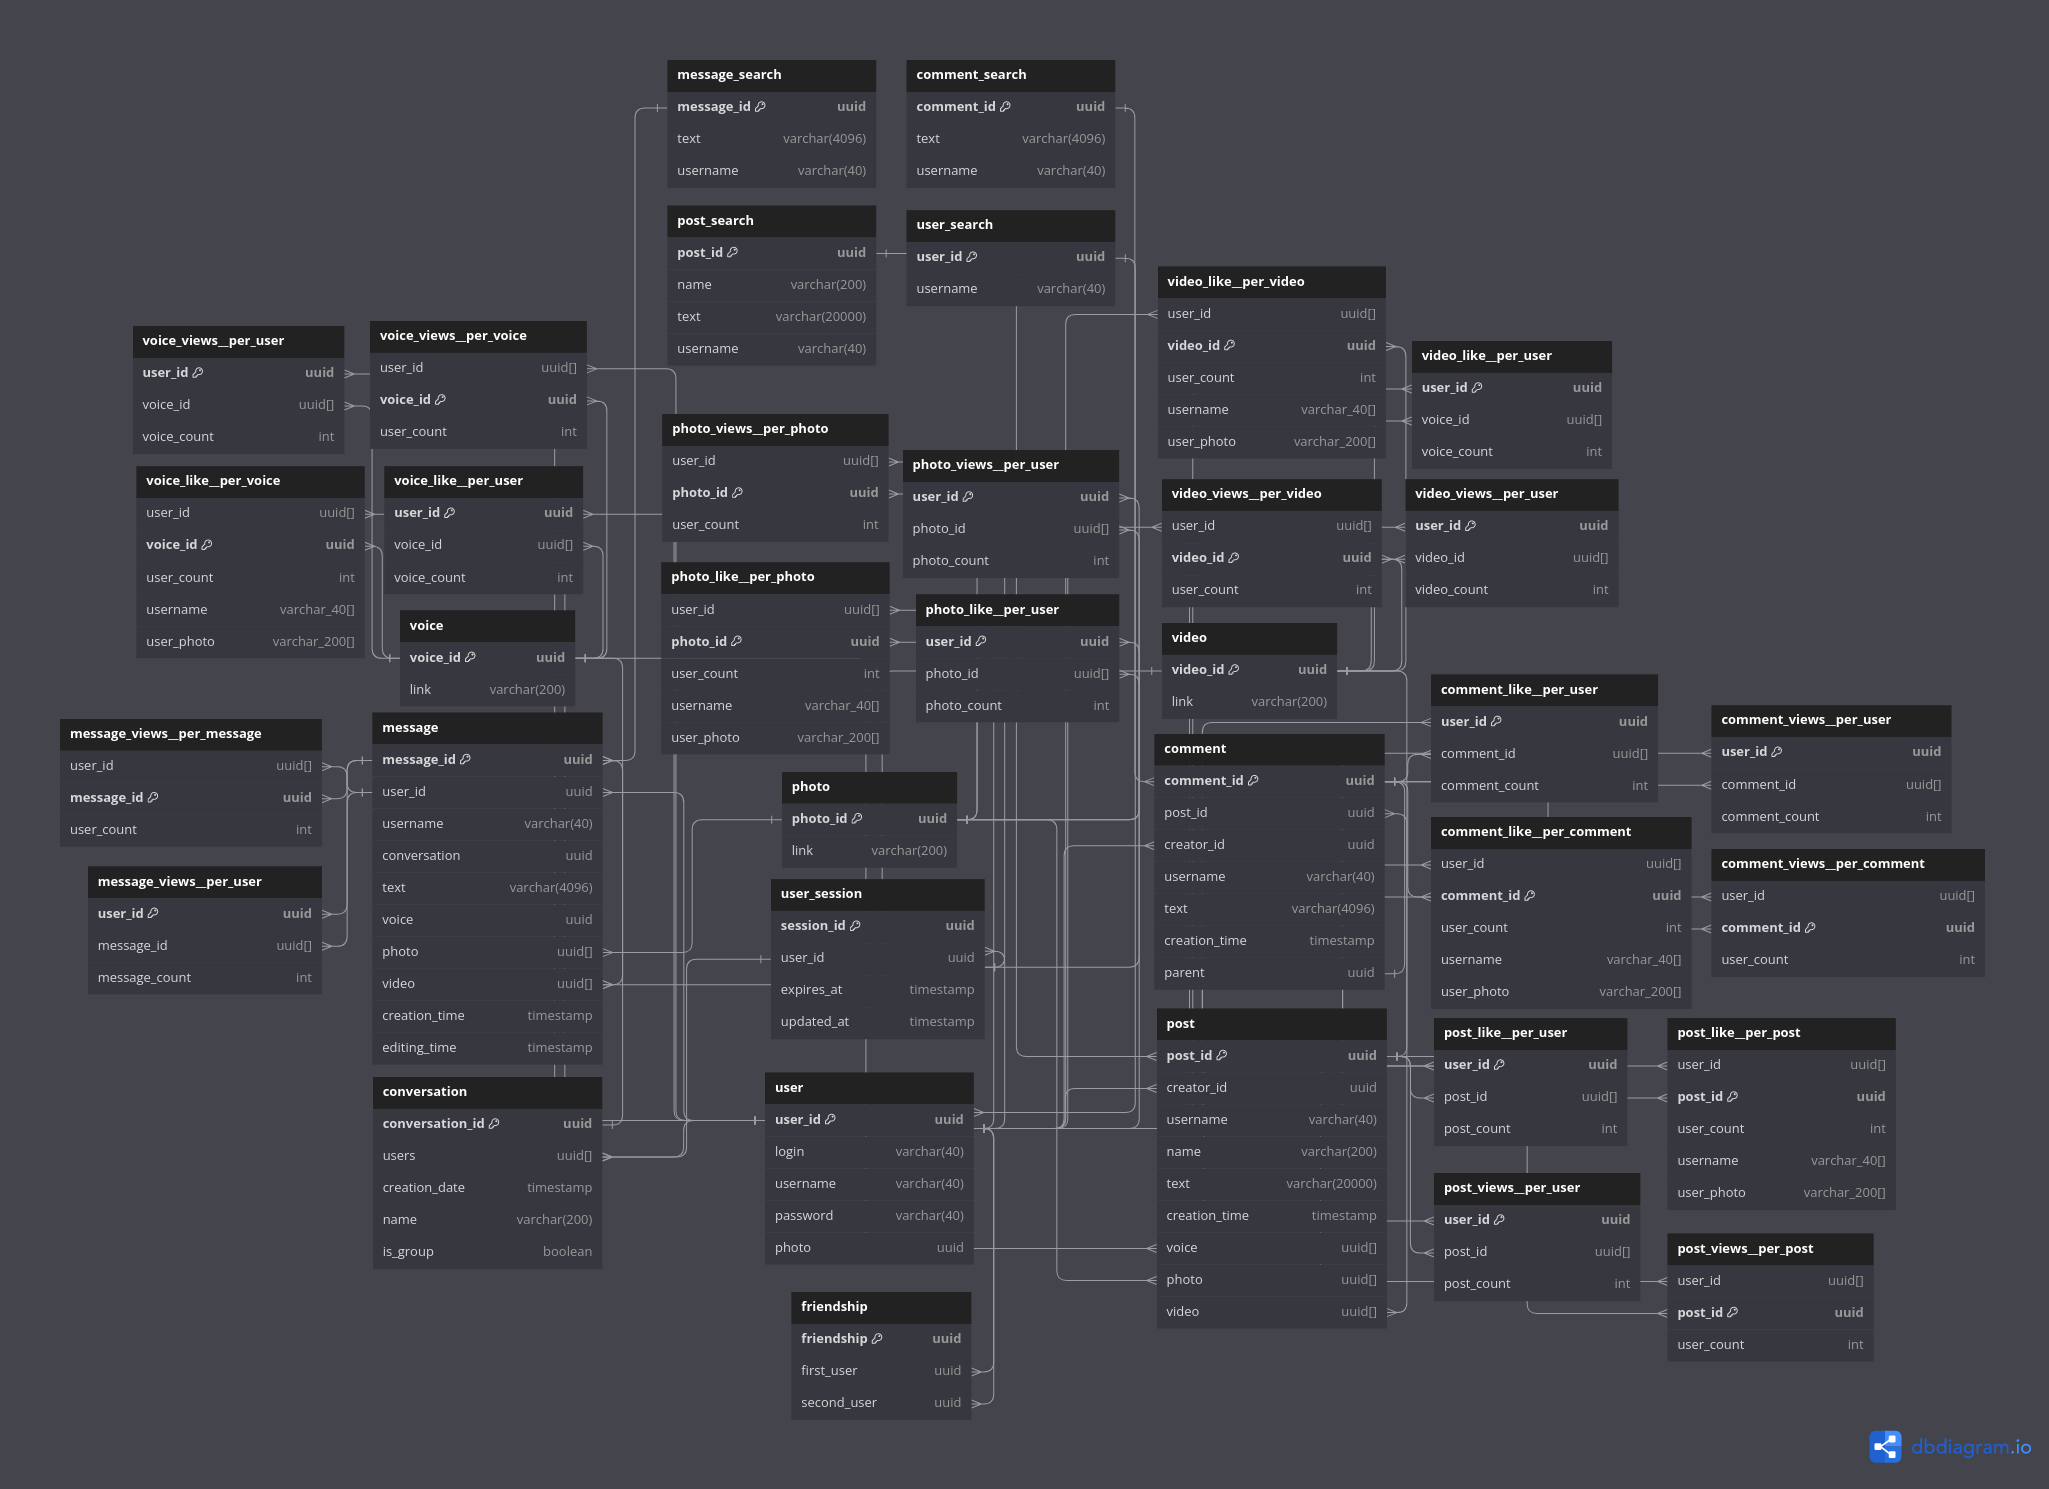 message_search
message_id uuid
text varchar(4096)
username varchar(40)
comment_search
comment_id uuid
text varchar(4096)
username varchar(40)
post_search
post_id uuid
name varchar(200)
text varchar(20000)
username varchar(40)
user_search
user_id uuid
username varchar(40)
video_like__per_video
user_id uuid[]
video_id uuid
user_count int
username varchar_40[]
user_photo varchar_200[]
video_like__per_user
user_id uuid
voice_id uuid[]
voice_count int
voice_views__per_user
user_id uuid
voice_id uuid[]
voice_count int
voice_views__per_voice
user_id uuid[]
voice_id uuid
user_count int
photo_views__per_photo
user_id uuid[]
photo_id uuid
user_count int
photo_views__per_user
user_id uuid
photo_id uuid[]
photo_count int
video_views__per_video
user_id uuid[]
video_id uuid
user_count int
video_views__per_user
user_id uuid
video_id uuid[]
video_count int
voice_like__per_voice
user_id uuid[]
voice_id uuid
user_count int
username varchar_40[]
user_photo varchar_200[]
voice_like__per_user
user_id uuid
voice_id uuid[]
voice_count int
photo_like__per_photo
user_id uuid[]
photo_id uuid
user_count int
username varchar_40[]
user_photo varchar_200[]
photo_like__per_user
user_id uuid
photo_id uuid[]
photo_count int
voice
voice_id uuid
link varchar(200)
video
video_id uuid
link varchar(200)
comment_like__per_user
user_id uuid
comment_id uuid[]
comment_count int
comment_views__per_user
user_id uuid
comment_id uuid[]
comment_count int
message_views__per_message
user_id uuid[]
message_id uuid
user_count int
message
message_id uuid
user_id uuid
username varchar(40)
conversation uuid
text varchar(4096)
voice uuid
photo uuid[]
video uuid[]
creation_time timestamp
editing_time timestamp
photo
photo_id uuid
link varchar(200)
comment
comment_id uuid
post_id uuid
creator_id uuid
username varchar(40)
text varchar(4096)
creation_time timestamp
parent uuid
comment_like__per_comment
user_id uuid[]
comment_id uuid
user_count int
username varchar_40[]
user_photo varchar_200[]
comment_views__per_comment
user_id uuid[]
comment_id uuid
user_count int
message_views__per_user
user_id uuid
message_id uuid[]
message_count int
user_session
session_id uuid
user_id uuid
expires_at timestamp
updated_at timestamp
conversation
conversation_id uuid
users uuid[]
creation_date timestamp
name varchar(200)
is_group boolean
user
user_id uuid
login varchar(40)
username varchar(40)
password varchar(40)
photo uuid
post
post_id uuid
creator_id uuid
username varchar(40)
name varchar(200)
text varchar(20000)
creation_time timestamp
voice uuid[]
photo uuid[]
video uuid[]
post_like__per_user
user_id uuid
post_id uuid[]
post_count int
post_like__per_post
user_id uuid[]
post_id uuid
user_count int
username varchar_40[]
user_photo varchar_200[]
post_views__per_user
user_id uuid
post_id uuid[]
post_count int
post_views__per_post
user_id uuid[]
post_id uuid
user_count int
friendship
friendship uuid
first_user uuid
second_user uuid
dbdiagram.io